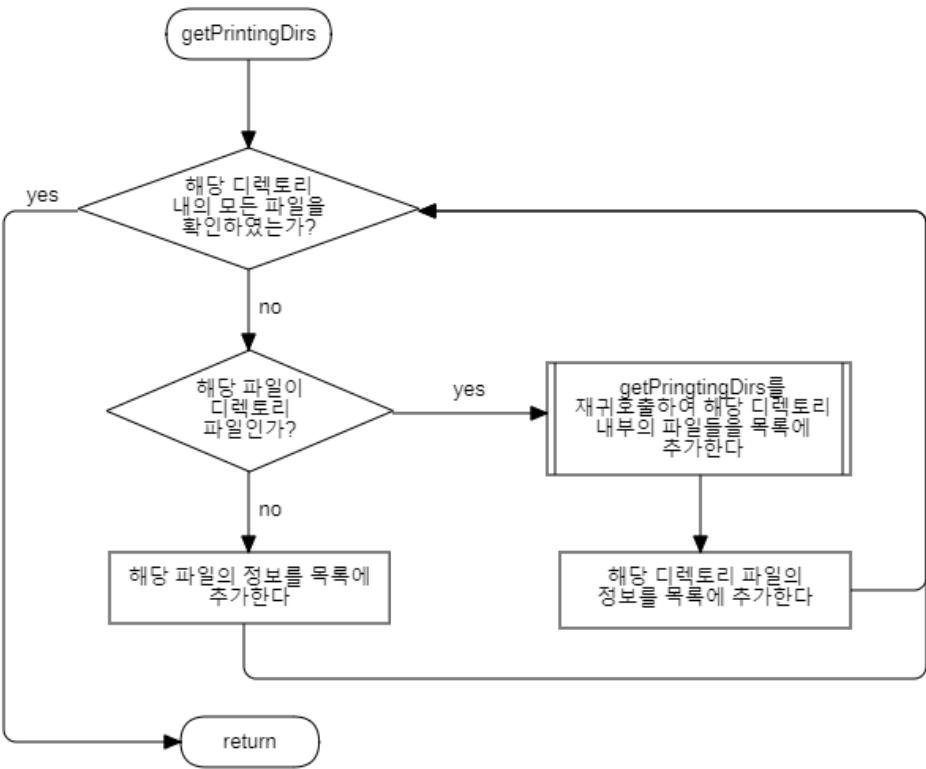 getPrintingDirs
해당 디렉토리
내의 모든 파일을
확인하였는가?
yes
no
해당 파일이
디렉토리
파일인가?
yes
getPringtingDirs를
재귀호출하여 해당 디렉토리
내부의 파일들을 목록에
추가한다
no
해당 파일의 정보를 목록에
추가한다
해당 디렉토리 파일의
정보를 목록에 추가한다
return